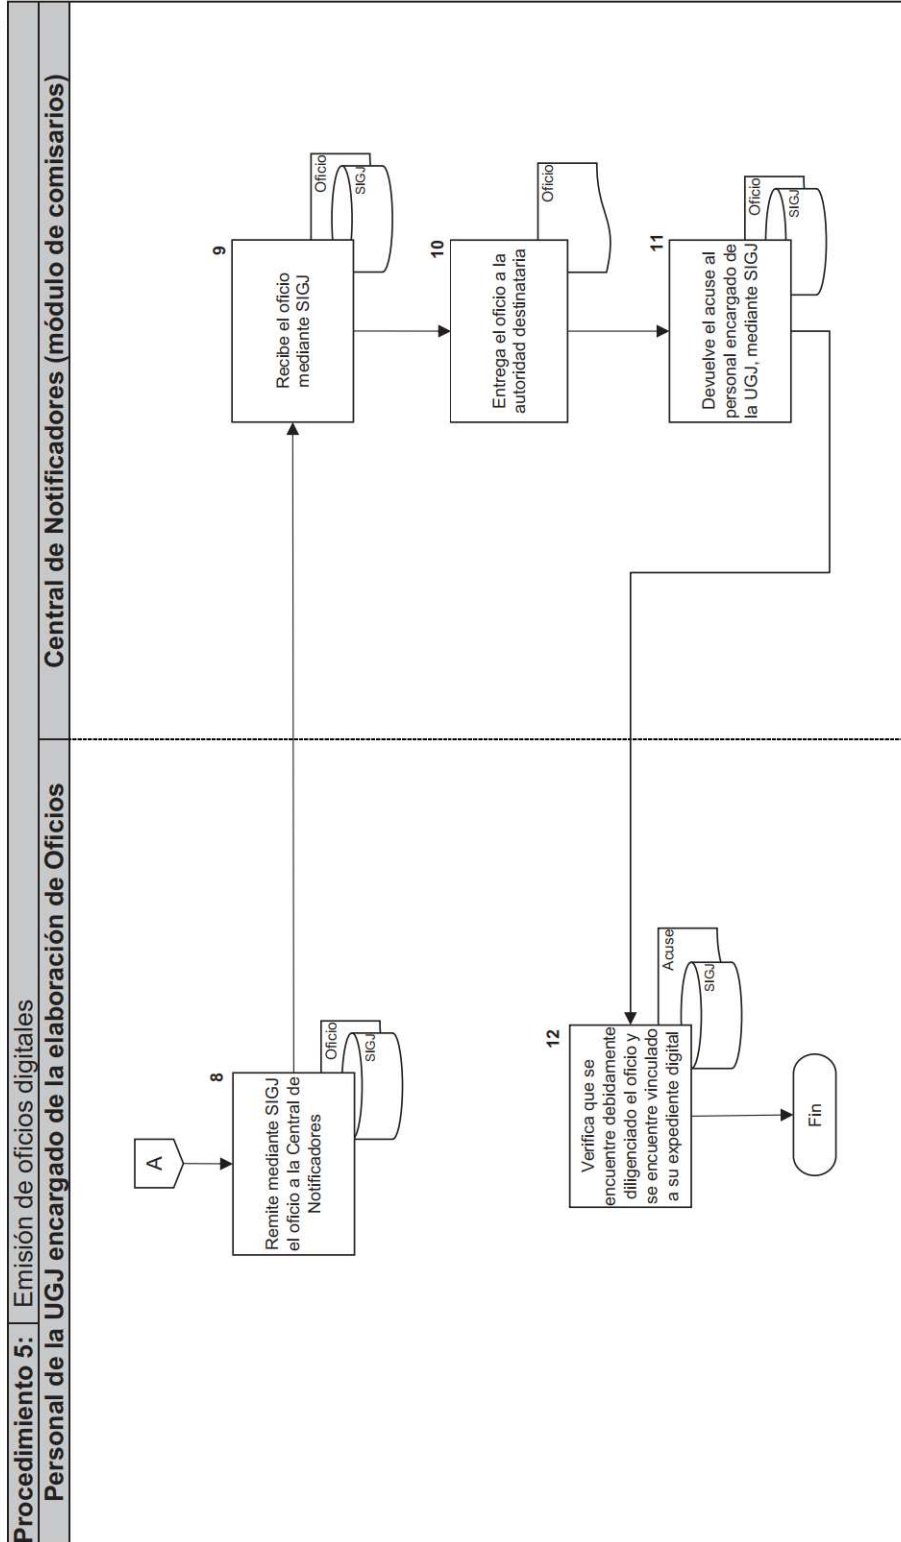 Procedimiento 5: Emisión de oficios digitales
Personal de la UGJ encargado de la elaboración de Oficios
Central de Notificadores (módulo de comisarios)
A
8
Remite mediante SIGJ
el oficio a la Central de
Notificadores
Oficio
SIGJ
9
Recibe el oficio
mediante SIGJ
Oficio
SIGJ
10
Entrega el oficio a la
autoridad destinataria
Oficio
11
Devuelve el acuse al
personal encargado de
la UGJ, mediante SIGJ
Oficio
SIGJ
12
Verifica que se
encuentre debidamente
diligenciado el oficio y
se encuentre vinculado
a su expediente digital
Acuse
SIGJ
Fin